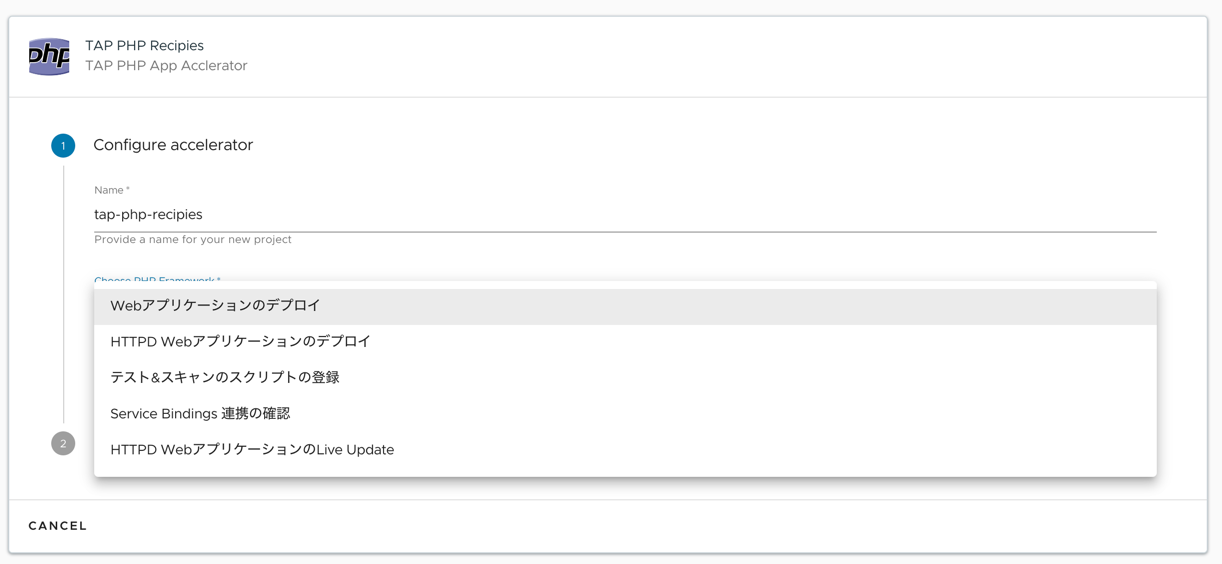 php
TAP PHP Recipies
TAP PHP App Acclerator
1
Configure accelerator
Name *
tap-php-recipies
Provide a name for your new project
Choose PHP Framework *
Webアプリケーションのデプロイ
HTTPD Webアプリケーションのデプロイ
テスト&スキャンのスクリプトの登録
Service Bindings 連携の確認
2
HTTPD WebアプリケーションのLive Update
CANCEL